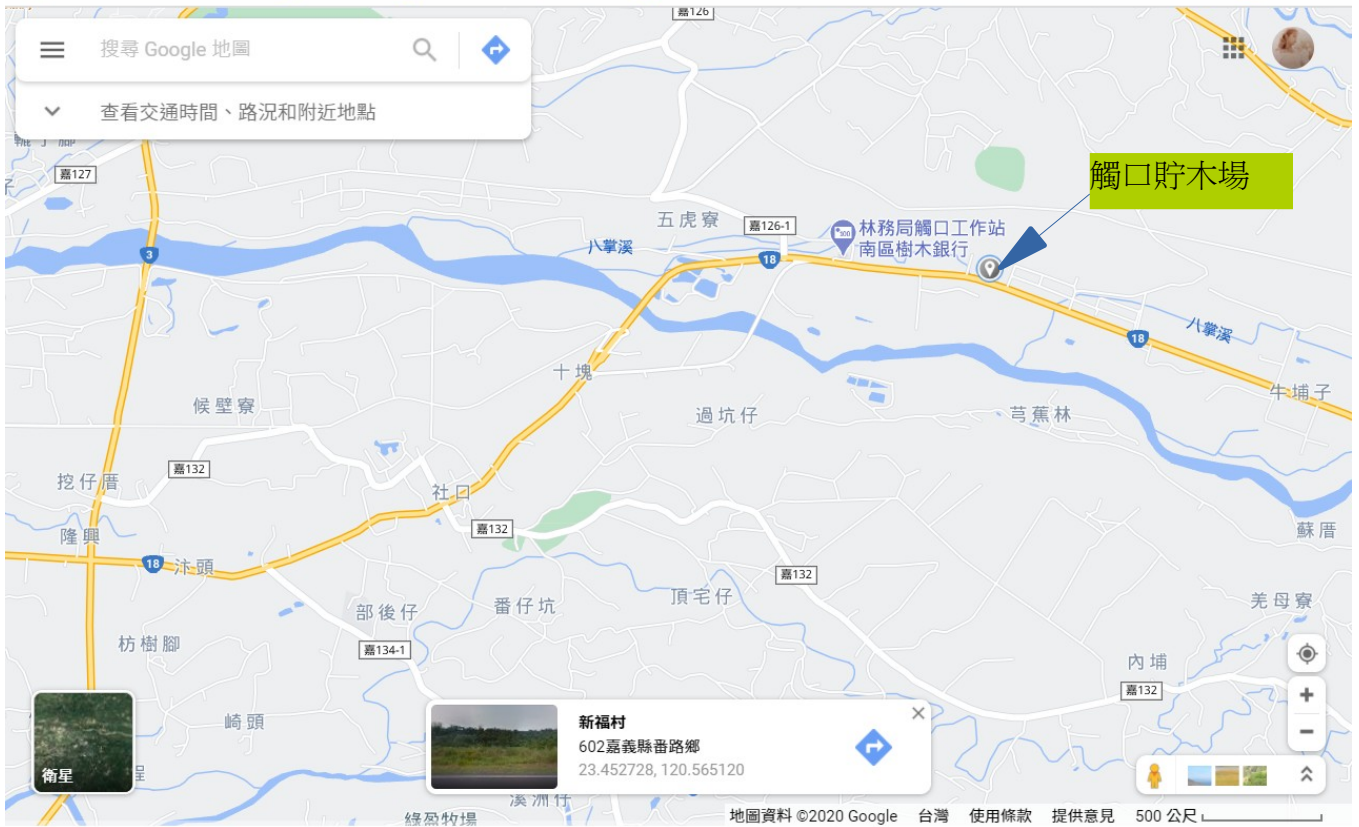 嘉126
搜尋 Google 地圖
查看交通時間、路況和附近地點
嘉127
觸口貯木場
五虎寮
嘉126-1
林務局觸口工作站
南區樹木銀行
3
八掌溪
18
八掌溪
18
十塊
牛埔子
候壁寮
過坑仔
芎蕉林
嘉132
挖仔厝
社口
隆興
嘉132
蘇厝
18
汴頭
嘉132
部後仔
番仔坑
頂宅仔
羌母寮
枋樹腳
嘉134-1
內埔
嘉132
崎頭
新福村
602嘉義縣番路鄉
23.452728, 120.565120
衛星
溪洲仔
綠盈牧場
地圖資料 ©2020 Google 台灣 使用條款 提供意見 500 公尺